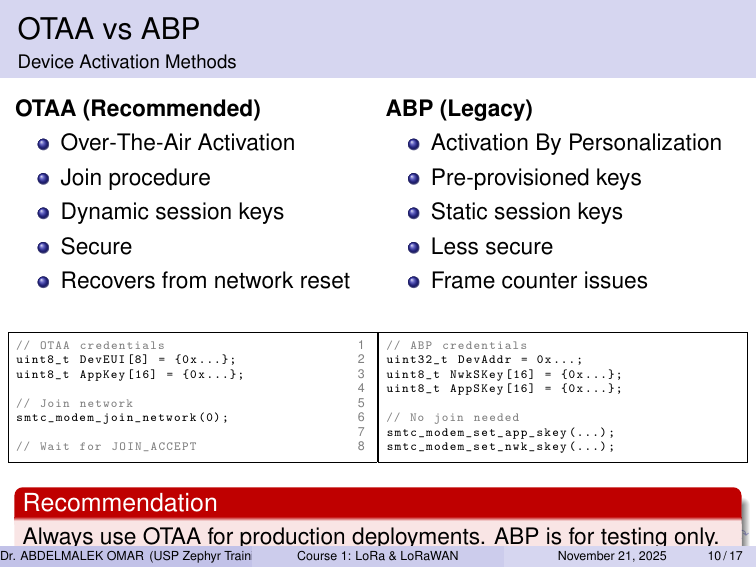 OTAA vs ABP
Device Activation Methods
OTAA (Recommended)
Over-The-Air Activation
Join procedure
Dynamic session keys
Secure
Recovers from network reset
ABP (Legacy)
Activation By Personalization
Pre-provisioned keys
Static session keys
Less secure
Frame counter issues
// OTAA credentials
uint8_t DevEUI[8] = {0x...};
uint8_t AppKey[16] = {0x...};
// Join network
smtc_modem_join_network(0);
// Wait for JOIN_ACCEPT
1 // ABP credentials
2 uint32_t DevAddr = 0x...;
3 uint8_t NwkSKey[16] = {0x...};
4 uint8_t AppSKey[16] = {0x...};
5
6 // No join needed
7 smtc_modem_set_app_skey(...);
8 smtc_modem_set_nwk_skey(...);
Recommendation
Always use OTAA for production deployments. ABP is for testing only.
Dr. ABDELMALEK OMAR (USP Zephyr Traini Course 1: LoRa & LoRaWAN November 21, 2025 10 / 17